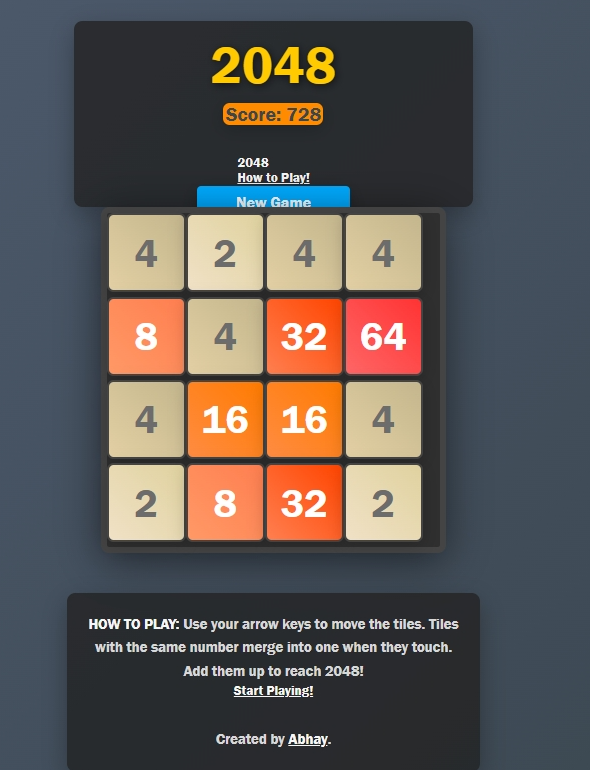 2048
Score: 728
2048
How to Play!
New Game
4 2 4 4
8 4 32 64
4 16 16 4
2 8 32 2
HOW TO PLAY: Use your arrow keys to move the tiles. Tiles
with the same number merge into one when they touch.
Add them up to reach 2048!
Start Playing!
Created by Abhay.